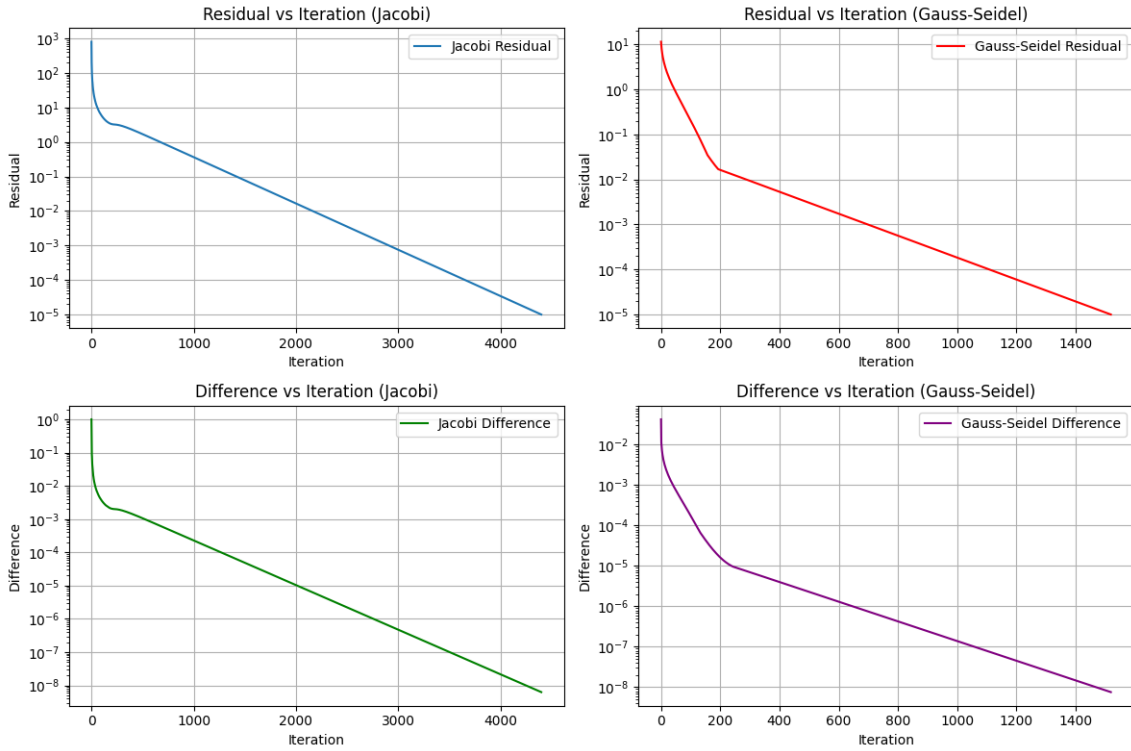 Residual vs Iteration (Jacobi)
Jacobi Residual
10³
10²
10¹
10⁰
10⁻¹
10⁻²
10⁻³
10⁻⁴
10⁻⁵
Residual
0 1000 2000 3000 4000
Iteration
Residual vs Iteration (Gauss-Seidel)
Gauss-Seidel Residual
10¹
10⁰
10⁻¹
10⁻²
10⁻³
10⁻⁴
10⁻⁵
Residual
0 200 400 600 800 1000 1200 1400
Iteration
Difference vs Iteration (Jacobi)
Jacobi Difference
10⁰
10⁻¹
10⁻²
10⁻³
10⁻⁴
10⁻⁵
10⁻⁶
10⁻⁷
10⁻⁸
Difference
0 1000 2000 3000 4000
Iteration
Difference vs Iteration (Gauss-Seidel)
Gauss-Seidel Difference
10⁻²
10⁻³
10⁻⁴
10⁻⁵
10⁻⁶
10⁻⁷
10⁻⁸
Difference
0 200 400 600 800 1000 1200 1400
Iteration